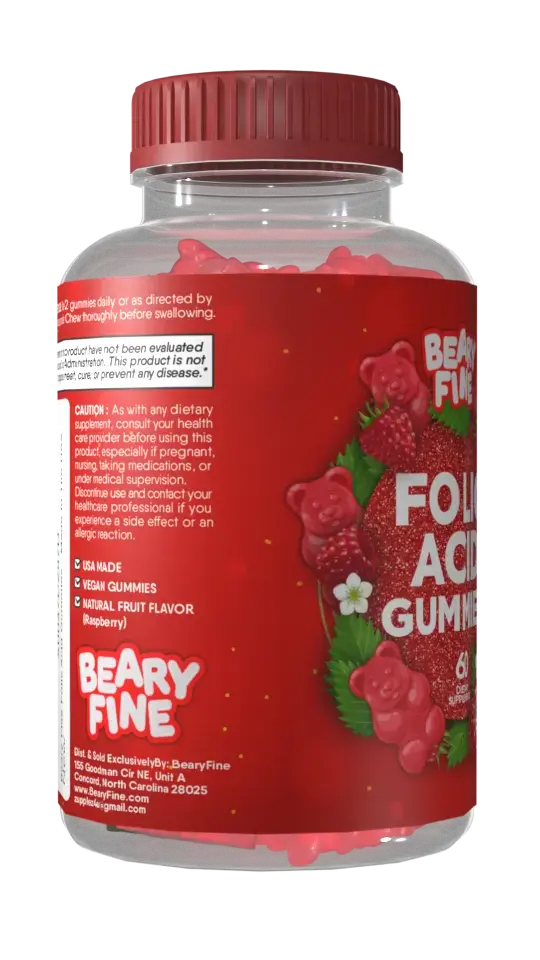 2 gummies daily or as directed by
Chew thoroughly before swallowing.
product have not been evaluated
Administration. This product is not
cure, or prevent any disease.*
CAUTION : As with any dietary
supplement, consult your health
care provider before using this
product, especially if pregnant,
nursing, taking medications, or
under medical supervision.
Discontinue use and contact your
healthcare professional if you
experience a side effect or an
allergic reaction.
USA MADE
VEGAN GUMMIES
NATURAL FRUIT FLAVOR
(Raspberry)
BEARY
FINE
Dist. & Sold ExclusivelyBy:,BearyFine
155 Goodman Cir NE, Unit A
Concord, North Carolina 28025
www.BearyFine.com
BEARY
FINE
FOLIC
ACID
GUMMIE
60